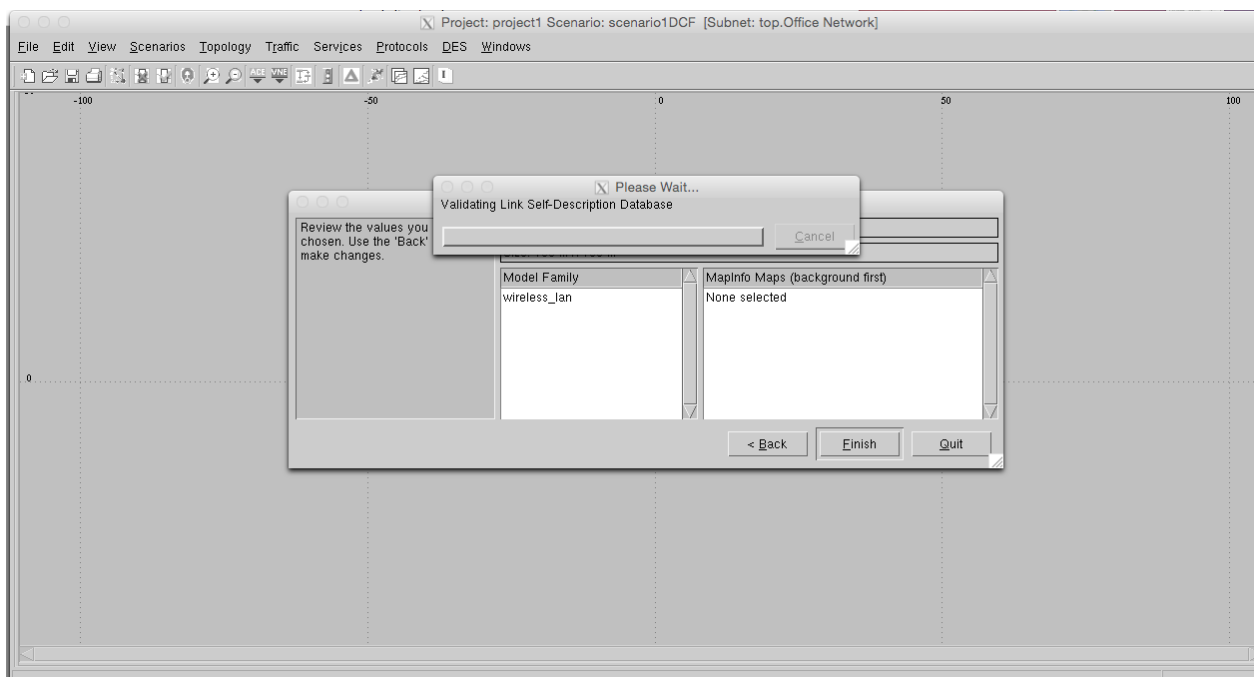 Project: project1 Scenario: scenario1DCF [Subnet: top.Office Network]
File Edit View Scenarios Topology Traffic Services Protocols DES Windows
-100 -50 0 50 100
Please Wait...
Validating Link Self-Description Database
Cancel
Review the values you
chosen. Use the 'Back'
make changes.
Model Family
wireless_lan
MapInfo Maps (background first)
None selected
0
< Back Finish Quit